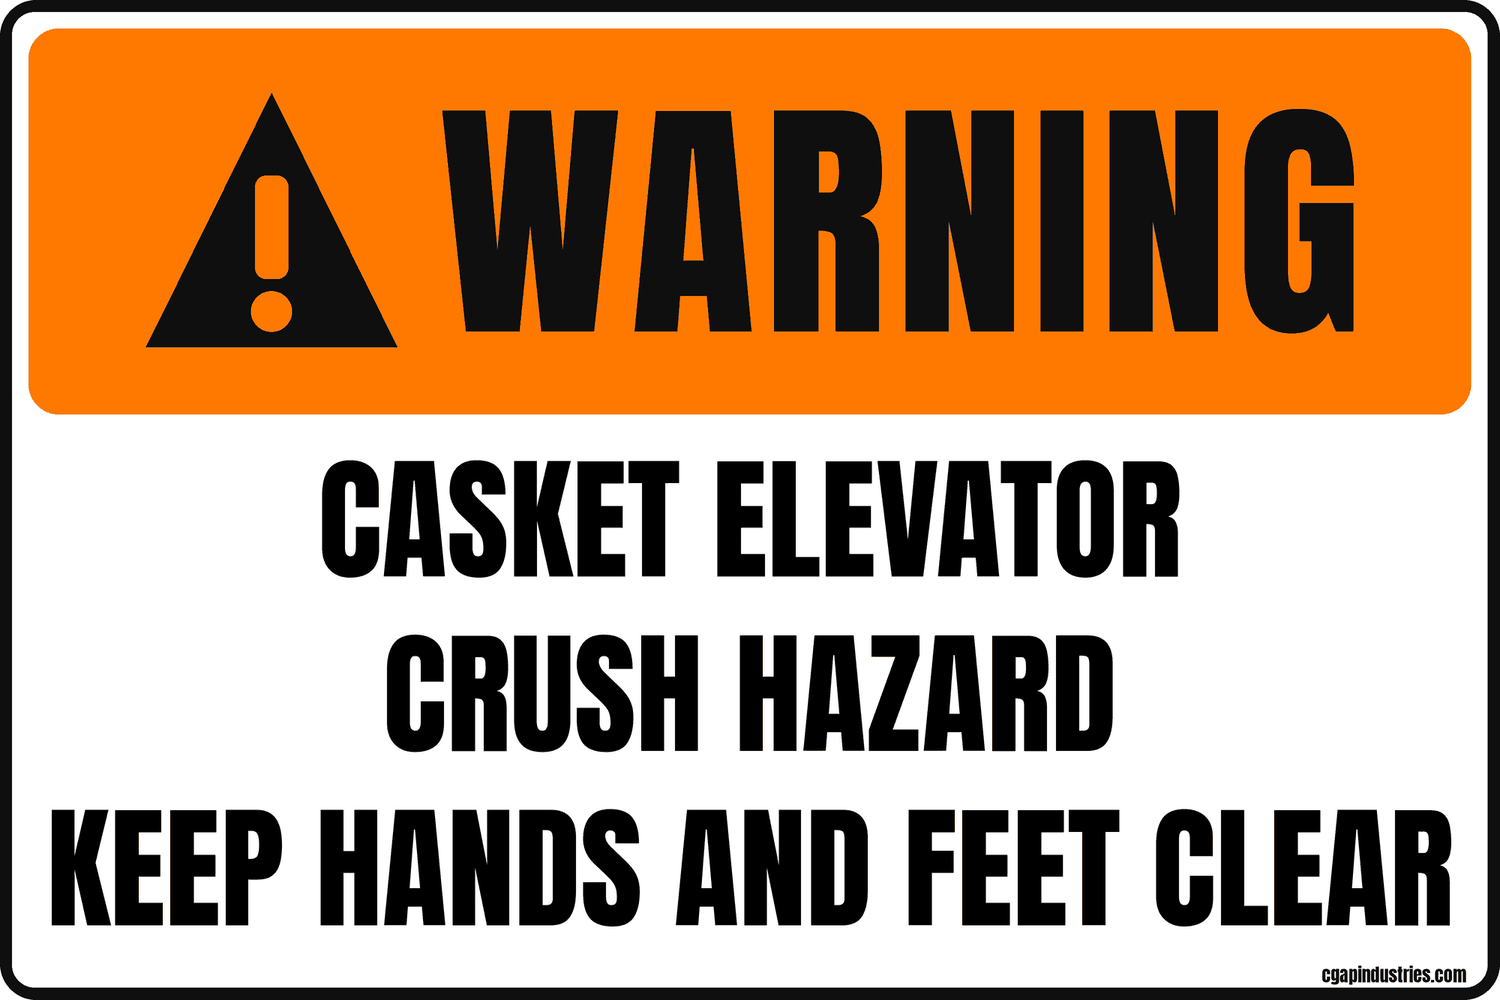 WARNING
CASKET ELEVATOR
CRUSH HAZARD
KEEP HANDS AND FEET CLEAR
cgapindustries.com